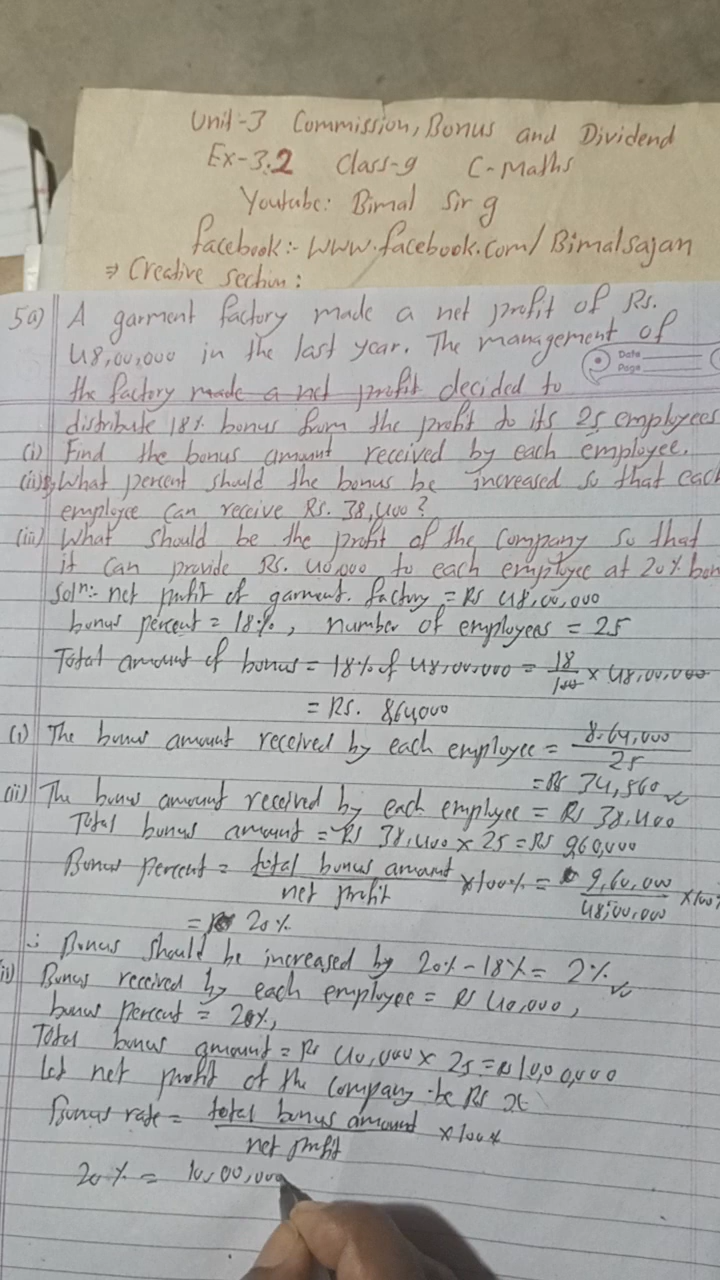 Unit-3 Commission, Bonus and Dividend
Ex-3.2 Class-9 C-Maths
Youtube: Bimal Sir g
facebook:- www.facebook.com/Bimalsajan
⇒ Creative section:
5a) A garment factory made a net profit of Rs.
48,00,000 in the last year. The management of
Date
Page
the factory made a net profit decided to
distribute 18% bonus from the profit to its 25 employees
(i) Find the bonus amount received by each employee.
(ii) What percent should the bonus be increased so that each
employee can receive Rs. 38,400?
(iii) What should be the profit of the company so that
it can provide Rs. 40,000 to each employee at 20% bon
Soln:- net profit of garment factory = Rs 48,00,000
bonus percent = 18%, number of employees = 25
Total amount of bonus = 18% of 48,00,000 = 18/100 × 48,00,000
= Rs. 864000
(i) The bonus amount received by each employee = 8,64,000/25
= Rs 34,560
(ii) The bonus amount received by each employee = Rs 38,400
Total bonus amount = Rs 38,400 × 25 = Rs 960,000
Bonus percent = total bonus amount/net profit ×100% = 9,60,000/48,00,000 ×100%
= 20%
∴ Bonus should be increased by 20% - 18% = 2%
ii) Bonus received by each employee = Rs 40,000,
bonus percent = 20%,
Total bonus amount = Rs 40,000 × 25 = Rs 10,00,000
Let net profit of the company be Rs x
Bonus rate = total bonus amount/net profit ×100%
20% = 10,00,000